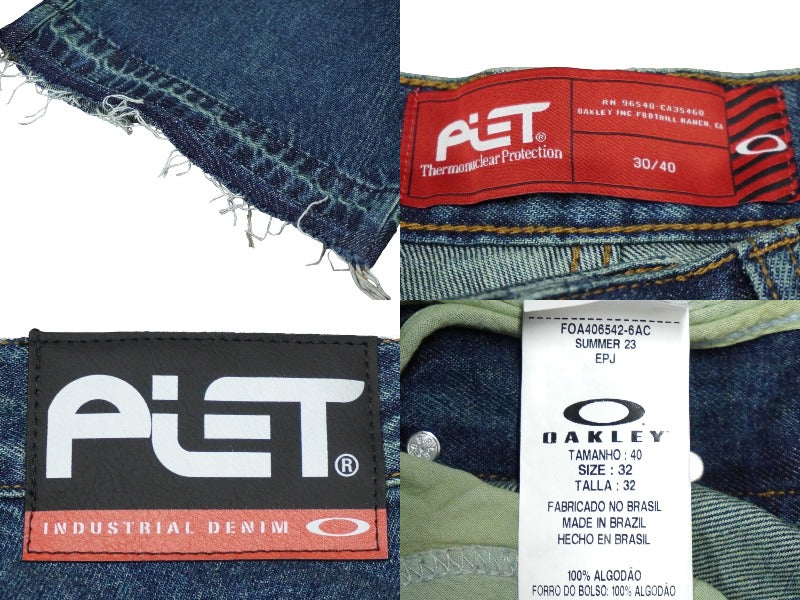 PIET®
Thermonuclear Protection
RN 96548-CA35460
OAKLEY INC FOOTHILL RANCH, CA
30/40
PIET®
INDUSTRIAL DENIM
FOA406542-6AC
SUMMER 23
EPJ
OAKLEY
TAMANHO : 40
SIZE : 32
TALLA : 32
FABRICADO NO BRASIL
MADE IN BRAZIL
HECHO EN BRASIL
100% ALGODÃO
FORRO DO BOLSO: 100% ALGODÃO